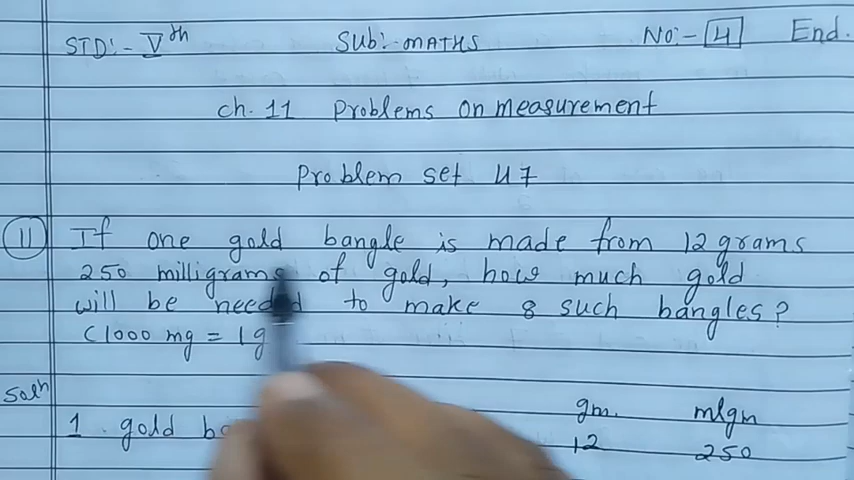 STD:- Vth Sub:- MATHS No:- 4 End.
ch. 11 Problems on measurement
Problem set 47
11 If one gold bangle is made from 12 grams
250 milligrams of gold, how much gold
will be needed to make 8 such bangles?
(1000 mg = 1g
Soln gm. mlgm
1 gold 12 250